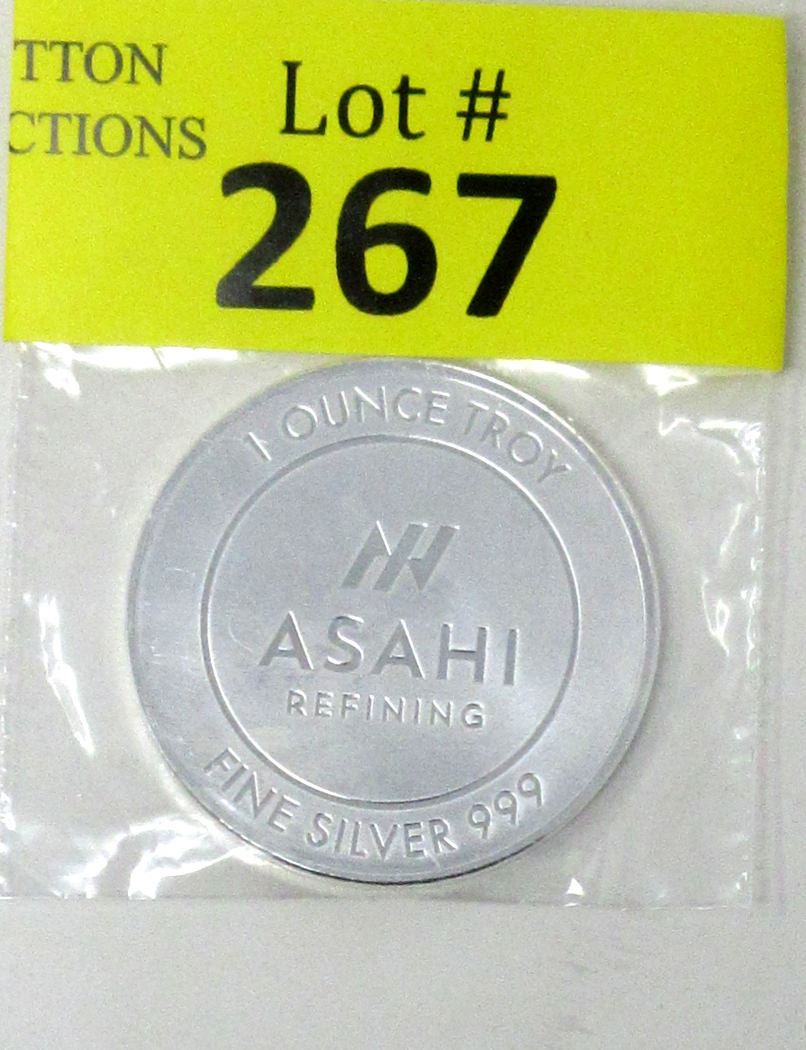 TTON
CTIONS
Lot #
267
1 OUNCE TROY
ASAHI
REFINING
FINE SILVER 999